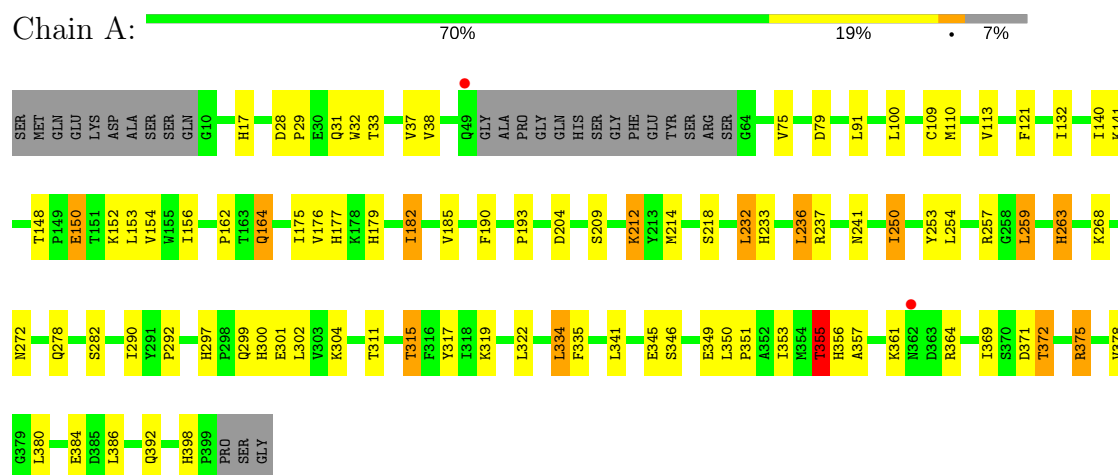 Chain A:
70% 19% • 7%
SER MET GLN GLU LYS ASP ALA SER SER GLN G10 H17 D28 P29 E30 Q31 W32 T33 V37 V38 Q49 GLY ALA PRO GLY GLN HIS SER GLY PHE GLU TYR SER ARG SER G64 V75 D79 L91 L100 C109 M110 V113 F121 I132 I140 K141
T148 P149 E150 T151 K152 L153 V154 W155 I156 P162 T163 Q164 I175 V176 H177 K178 H179 I182 V185 F190 P193 D204 S209 K212 Y213 M214 S218 L232 H233 L236 R237 N241 I250 Y253 L254 R257 G258 L259 H263 K268
N272 Q278 S282 I290 Y291 P292 H297 P298 Q299 H300 E301 L302 V303 K304 T311 T315 F316 Y317 I318 K319 L322 L334 F335 L341 E345 S346 E349 L350 P351 A352 I353 M354 T355 H356 A357 K361 N362 D363 R364 I369 S370 D371 T372 R375
G379 L380 E384 D385 L386 Q392 H398 P399 PRO SER GLY